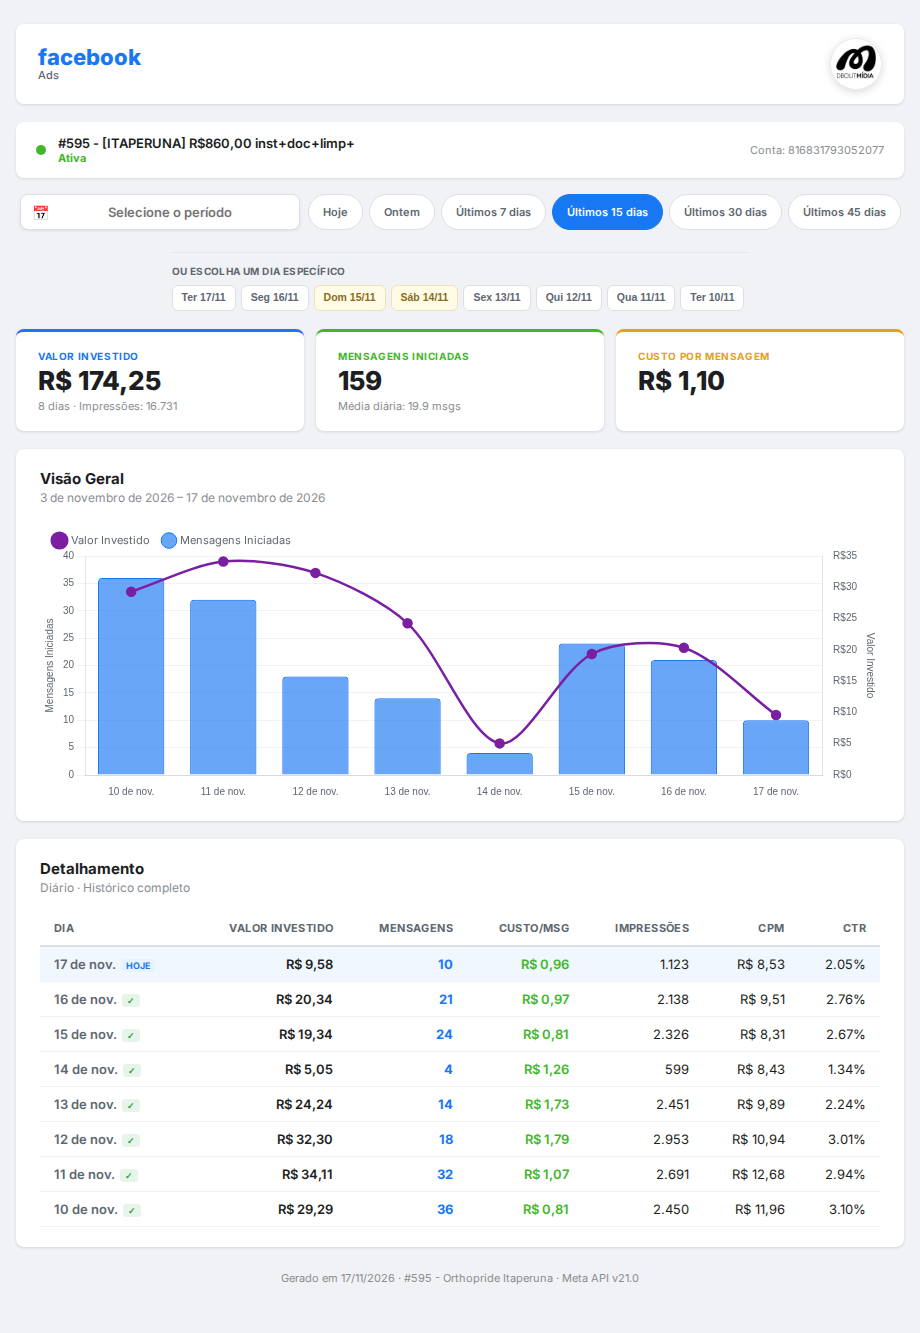 facebook
Ads
DBOUTMÍDIA
#595 - [ITAPERUNA] R$860,00 inst+doc+limp+
Ativa
Conta: 816831793052077
📅 Selecione o período Hoje Ontem Últimos 7 dias Últimos 15 dias Últimos 30 dias Últimos 45 dias
OU ESCOLHA UM DIA ESPECÍFICO
Ter 17/11 Seg 16/11 Dom 15/11 Sáb 14/11 Sex 13/11 Qui 12/11 Qua 11/11 Ter 10/11
VALOR INVESTIDO
R$ 174,25
8 dias · Impressões: 16.731
MENSAGENS INICIADAS
159
Média diária: 19.9 msgs
CUSTO POR MENSAGEM
R$ 1,10
Visão Geral
3 de novembro de 2026 – 17 de novembro de 2026
Valor Investido Mensagens Iniciadas
Mensagens Iniciadas
40
35
30
25
20
15
10
5
0
R$35
R$30
R$25
R$20
R$15
R$10
R$5
R$0
Valor Investido
10 de nov. 11 de nov. 12 de nov. 13 de nov. 14 de nov. 15 de nov. 16 de nov. 17 de nov.
Detalhamento
Diário · Histórico completo
DIA VALOR INVESTIDO MENSAGENS CUSTO/MSG IMPRESSÕES CPM CTR
17 de nov. HOJE R$ 9,58 10 R$ 0,96 1.123 R$ 8,53 2.05%
16 de nov. ✓ R$ 20,34 21 R$ 0,97 2.138 R$ 9,51 2.76%
15 de nov. ✓ R$ 19,34 24 R$ 0,81 2.326 R$ 8,31 2.67%
14 de nov. ✓ R$ 5,05 4 R$ 1,26 599 R$ 8,43 1.34%
13 de nov. ✓ R$ 24,24 14 R$ 1,73 2.451 R$ 9,89 2.24%
12 de nov. ✓ R$ 32,30 18 R$ 1,79 2.953 R$ 10,94 3.01%
11 de nov. ✓ R$ 34,11 32 R$ 1,07 2.691 R$ 12,68 2.94%
10 de nov. ✓ R$ 29,29 36 R$ 0,81 2.450 R$ 11,96 3.10%
Gerado em 17/11/2026 · #595 - Orthopride Itaperuna · Meta API v21.0